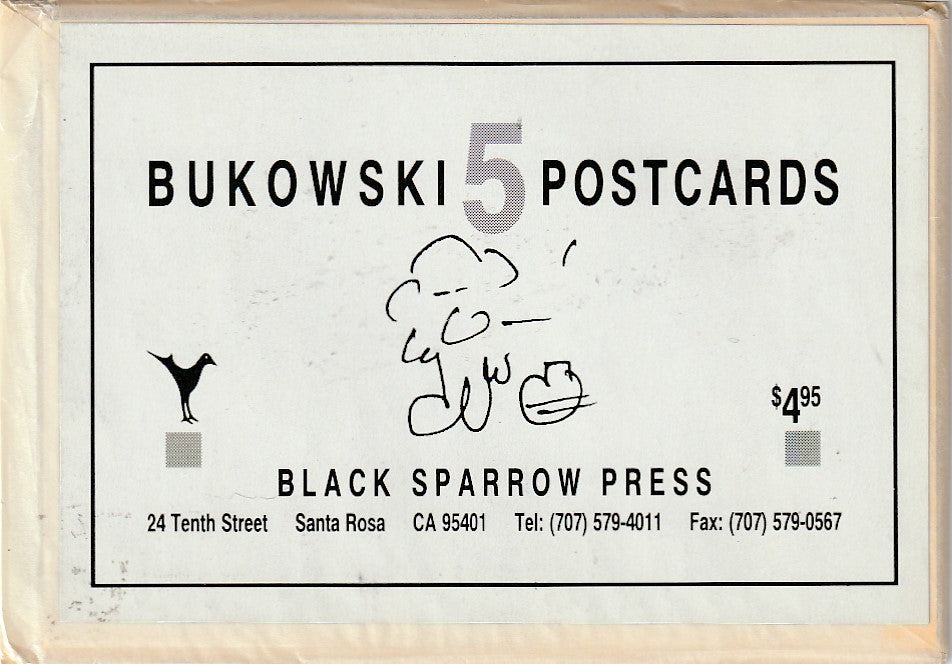 BUKOWSKI 5 POSTCARDS
$4.95
BLACK SPARROW PRESS
24 Tenth Street Santa Rosa CA 95401 Tel: (707) 579-4011 Fax: (707) 579-0567